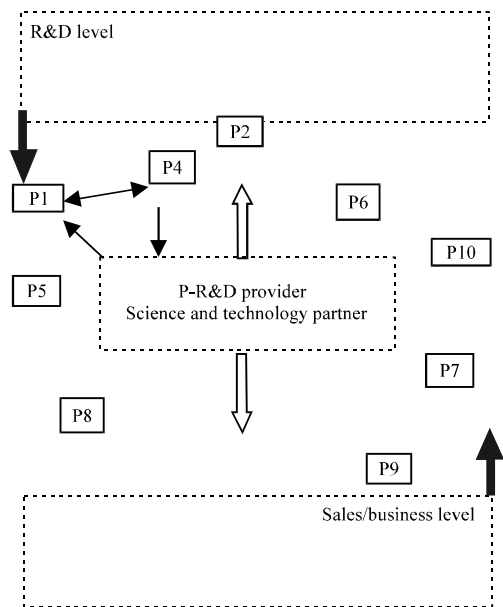 R&D level
P2
P4
P1
P6
P10
P5
P-R&D provider
Science and technology partner
P7
P8
P9
Sales/business level